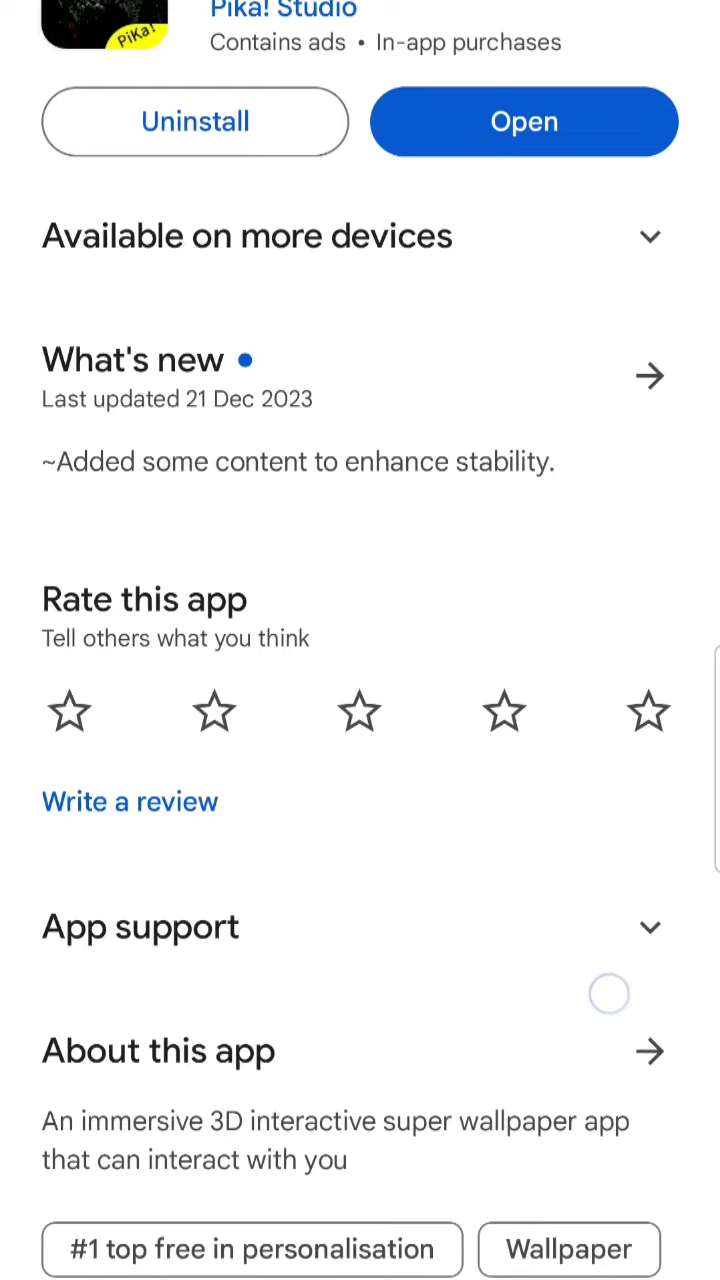 PiKa!
Pika! Studio
Contains ads • In-app purchases
Uninstall
Open
Available on more devices
What's new
Last updated 21 Dec 2023
~Added some content to enhance stability.
Rate this app
Tell others what you think
Write a review
App support
About this app
An immersive 3D interactive super wallpaper app
that can interact with you
#1 top free in personalisation
Wallpaper